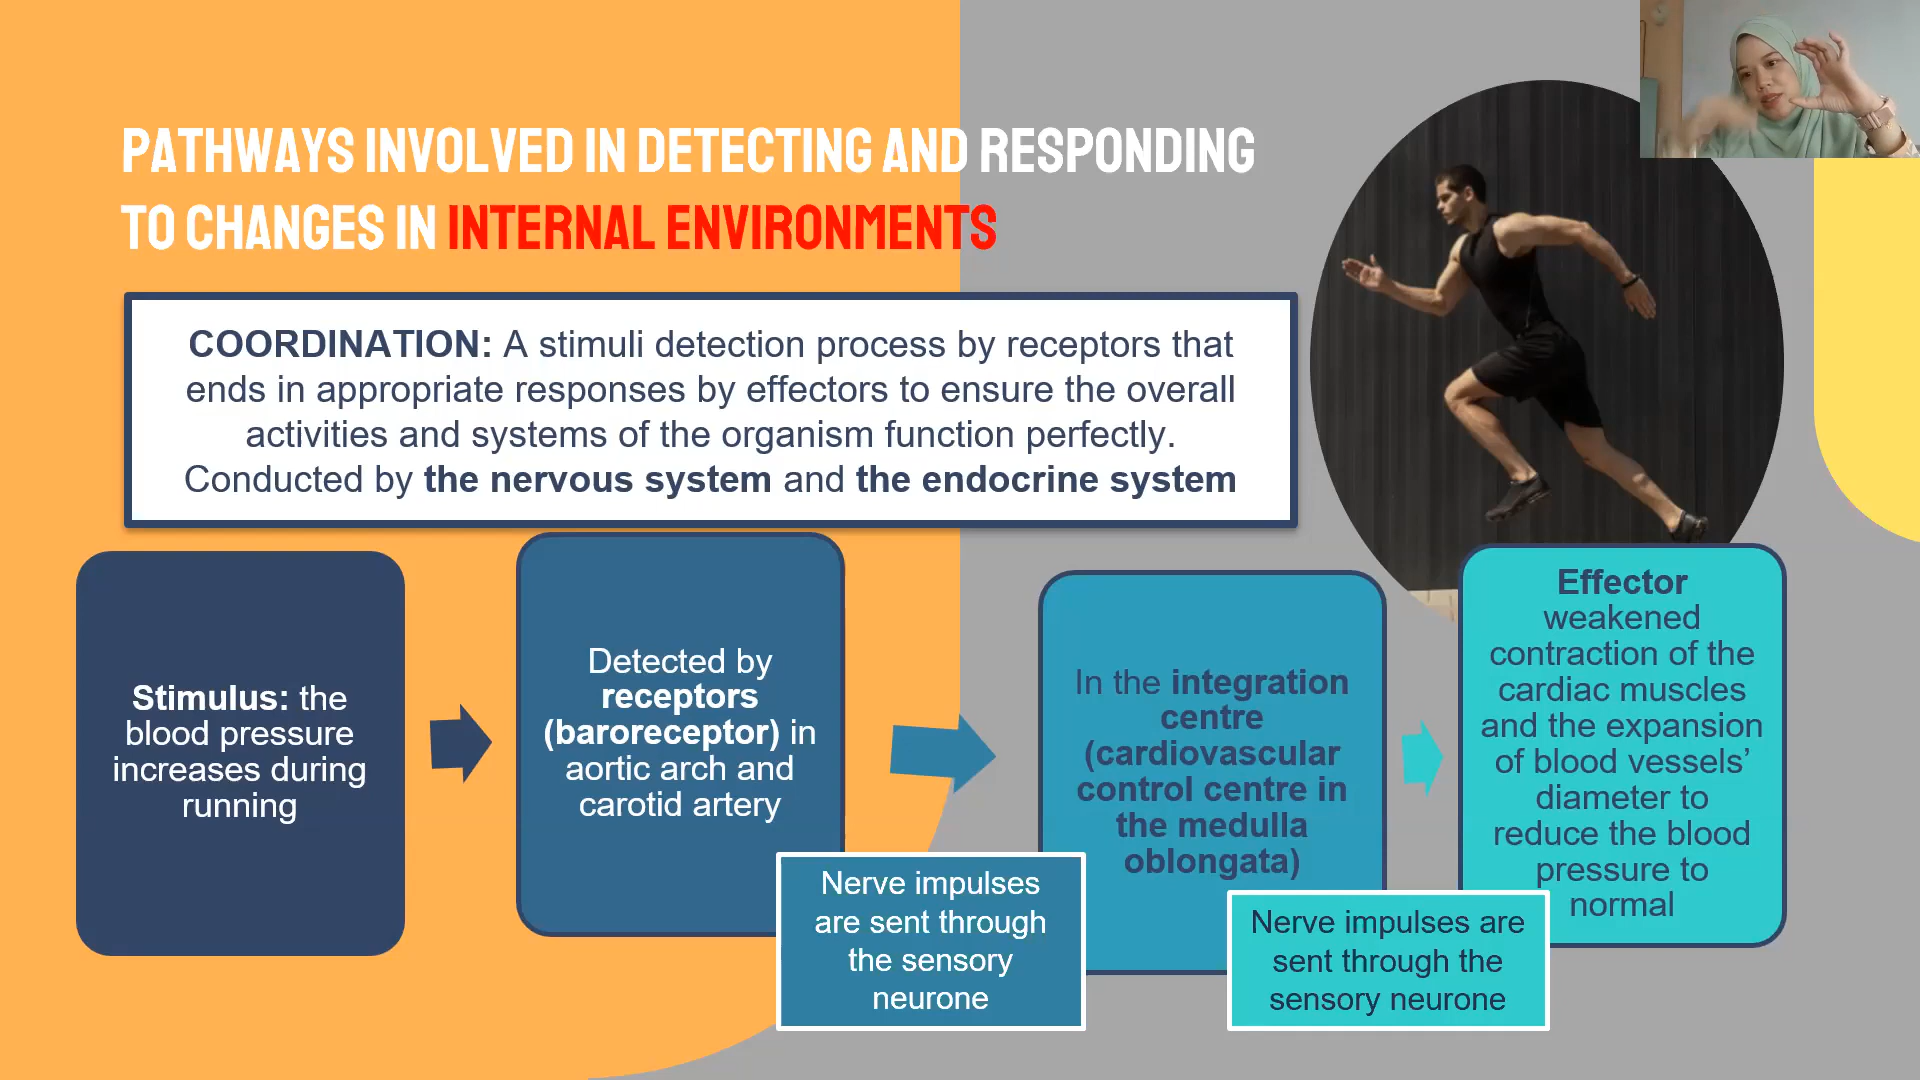 PATHWAYS INVOLVED IN DETECTING AND RESPONDING
TO CHANGES IN INTERNAL ENVIRONMENTS
COORDINATION: A stimuli detection process by receptors that
ends in appropriate responses by effectors to ensure the overall
activities and systems of the organism function perfectly.
Conducted by the nervous system and the endocrine system
Stimulus: the
blood pressure
increases during
running
Detected by
receptors
(baroreceptor) in
aortic arch and
carotid artery
Nerve impulses
are sent through
the sensory
neurone
In the integration
centre
(cardiovascular
control centre in
the medulla
oblongata)
Nerve impulses are
sent through the
sensory neurone
Effector
weakened
contraction of the
cardiac muscles
and the expansion
of blood vessels’
diameter to
reduce the blood
pressure to
normal